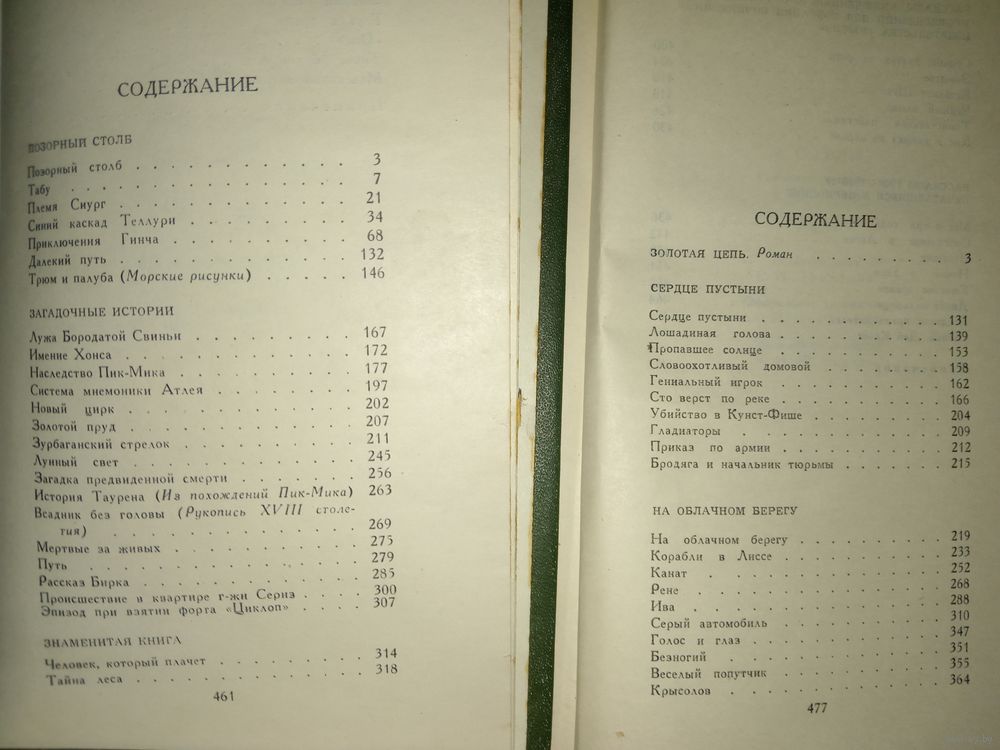 СОДЕРЖАНИЕ
ПОЗОРНЫЙ СТОЛБ
Позорный столб . . . . . . . . . . . . . 3
Табу . . . . . . . . . . . . . . . . 7
Племя Сиург . . . . . . . . . . . . . . 21
Синий каскад Теллури . . . . . . . . . . . 34
Приключения Гинча . . . . . . . . . . . . 68
Далекий путь . . . . . . . . . . . . . . 132
Трюм и палуба (Морские рисунки) . . . . . . 146
ЗАГАДОЧНЫЕ ИСТОРИИ
Лужа Бородатой Свиньи . . . . . . . . . . 167
Имение Хонса . . . . . . . . . . . . . . 172
Наследство Пик-Мика . . . . . . . . . . . 177
Система мнемоники Атлея . . . . . . . . . 197
Новый цирк . . . . . . . . . . . . . . 202
Золотой пруд . . . . . . . . . . . . . . 207
Зурбаганский стрелок . . . . . . . . . . . 211
Лунный свет . . . . . . . . . . . . . . 245
Загадка предвиденной смерти . . . . . . . . 256
История Таурена (Из похождений Пик-Мика) 263
Всадник без головы (Рукопись XVIII столе-
тия) . . . . . . . . . . . . . . . 269
Мертвые за живых . . . . . . . . . . . . 275
Путь . . . . . . . . . . . . . . . . 279
Рассказ Бирка . . . . . . . . . . . . . 285
Происшествие в квартире г-жи Сериз . . . . 300
Эпизод при взятии форта «Циклоп» . . . . 307
ЗНАМЕНИТАЯ КНИГА
Человек, который плачет . . . . . . . . . 314
Тайна леса . . . . . . . . . . . . . . 318
461
СОДЕРЖАНИЕ
ЗОЛОТАЯ ЦЕПЬ. Роман . . . . . . . . . 3
СЕРДЦЕ ПУСТЫНИ
Сердце пустыни . . . . . . . . . . . 131
Лошадиная голова . . . . . . . . . . 139
Пропавшее солнце . . . . . . . . . . 153
Словоохотливый домовой . . . . . . . . 158
Гениальный игрок . . . . . . . . . . 162
Сто верст по реке . . . . . . . . . . 166
Убийство в Кунст-Фише . . . . . . . . 204
Гладиаторы . . . . . . . . . . . . 209
Приказ по армии . . . . . . . . . . 212
Бродяга и начальник тюрьмы . . . . . . . 215
НА ОБЛАЧНОМ БЕРЕГУ
На облачном берегу . . . . . . . . . 219
Корабли в Лиссе . . . . . . . . . . 233
Канат . . . . . . . . . . . . . . 252
Рене . . . . . . . . . . . . . . 268
Ива . . . . . . . . . . . . . . 288
Серый автомобиль . . . . . . . . . . 310
Голос и глаз . . . . . . . . . . . 347
Безногий . . . . . . . . . . . . . 351
Веселый попутчик . . . . . . . . . . 355
Крысолов . . . . . . . . . . . . . 364
477